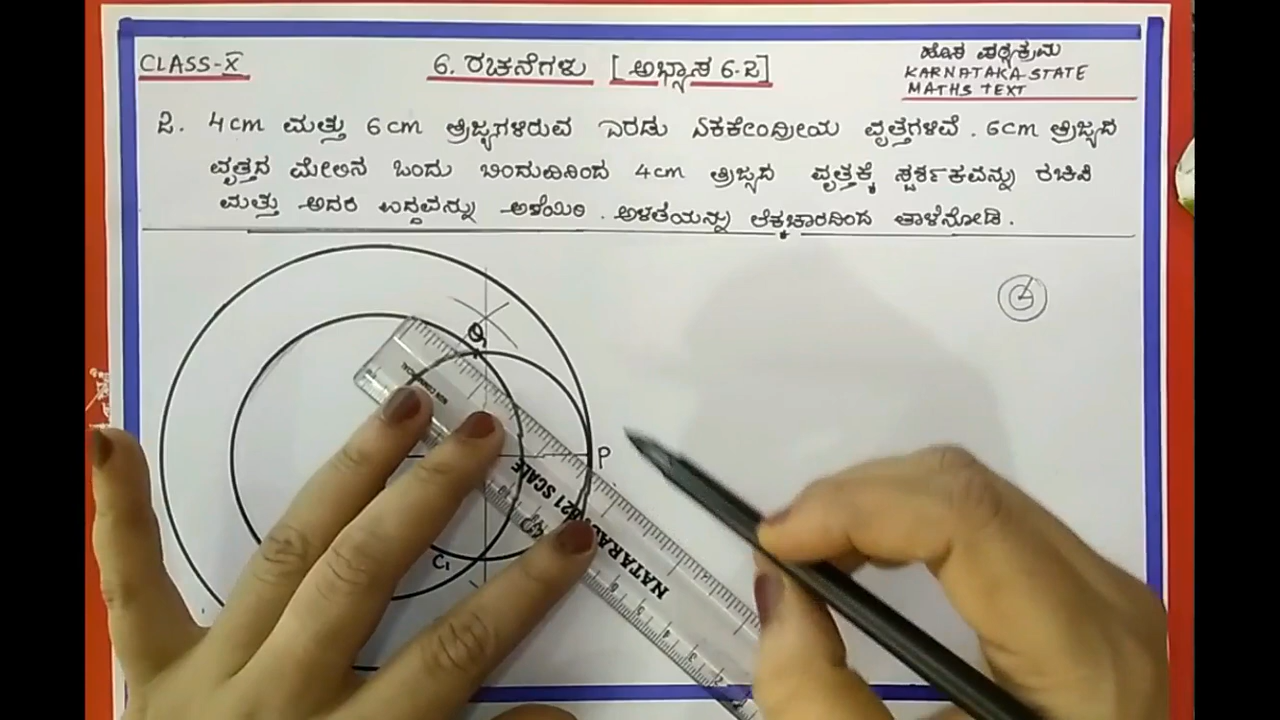 CLASS-X
6. ರಚನೆಗಳು [ಅಭ್ಯಾಸ 6.2]
ಹೊಸ ಪಠ್ಯಕ್ರಮ
KARNATAKA STATE
MATHS TEXT
2. 4cm ಮತ್ತು 6cm ತ್ರಿಜ್ಯಗಳಿರುವ ಎರಡು ಏಕಕೇಂದ್ರೀಯ ವೃತ್ತಗಳಿವೆ. 6cm ತ್ರಿಜ್ಯದ
ವೃತ್ತದ ಮೇಲಿನ ಒಂದು ಬಿಂದುವಿನಿಂದ 4cm ತ್ರಿಜ್ಯದ ವೃತ್ತಕ್ಕೆ ಸ್ಪರ್ಶಕವನ್ನು ರಚಿಸಿ
ಮತ್ತು ಅದರ ಉದ್ದವನ್ನು ಅಳೆಯಿರಿ. ಅಳತೆಯನ್ನು ಲೆಕ್ಕಚಾರದಿಂದ ತಾಳೆನೋಡಿ.
P
C₁
621 SCALE